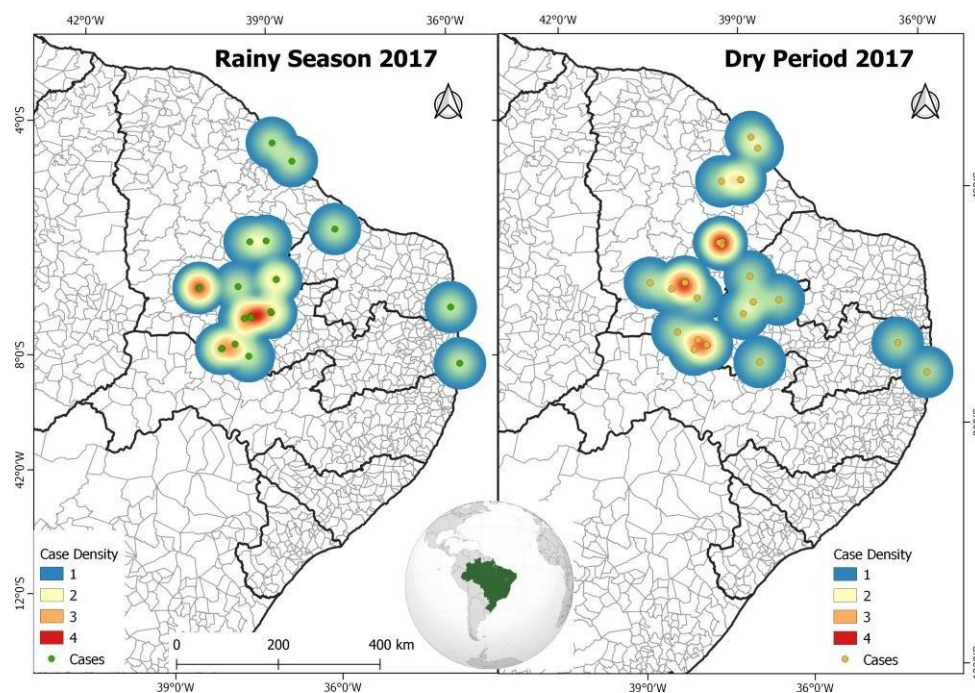 42°0'W 39°0'W 36°0'W 42°0'W 39°0'W 36°0'W
Rainy Season 2017
Dry Period 2017
4°0'S
8°0'S
42°0'W
12°0'S
Case Density
1
2
3
4
Cases
0 200 400 km
Case Density
1
2
3
4
Cases
39°0'W 36°0'W 39°0'W 36°0'W